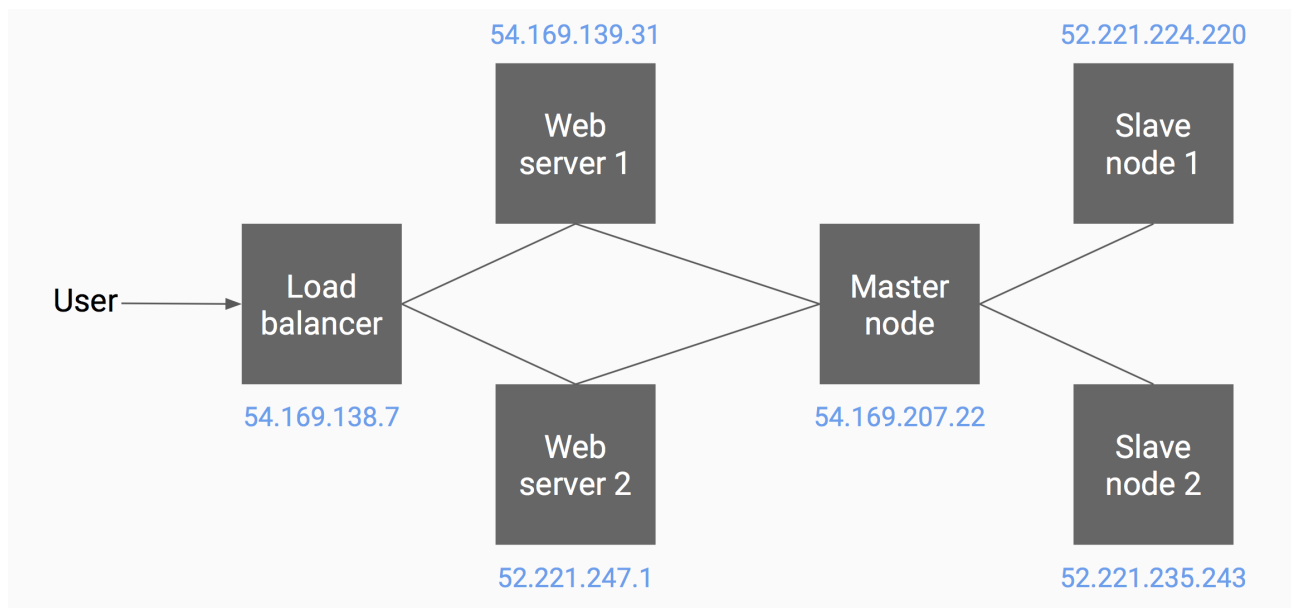 54.169.139.31
52.221.224.220
Web
server 1
Slave
node 1
User
Load
balancer
Master
node
54.169.138.7
54.169.207.22
Web
server 2
Slave
node 2
52.221.247.1
52.221.235.243